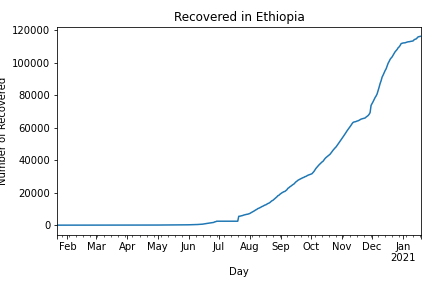 Recovered in Ethiopia
Number of Recovered
120000
100000
80000
60000
40000
20000
0
Feb Mar Apr May Jun Jul Aug Sep Oct Nov Dec Jan
2021
Day